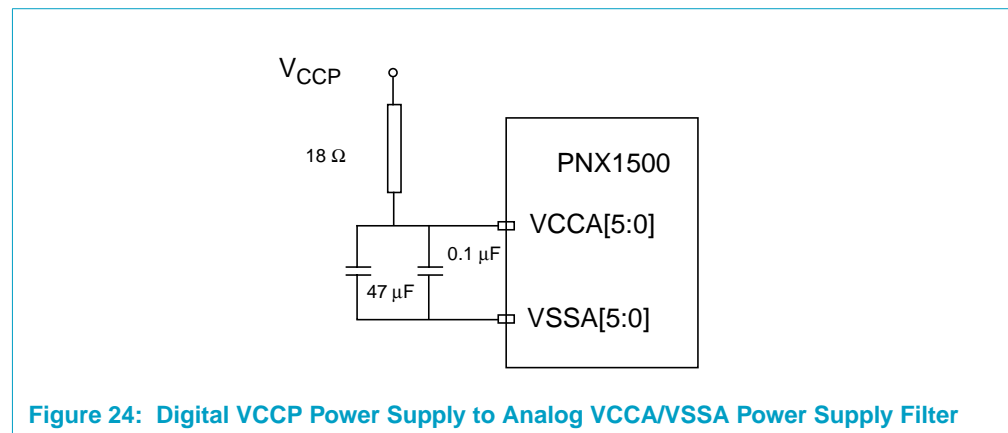 VCCP
18 Ω
PNX1500
VCCA[5:0]
0.1 μF
47 μF
VSSA[5:0]
Figure 24: Digital VCCP Power Supply to Analog VCCA/VSSA Power Supply Filter